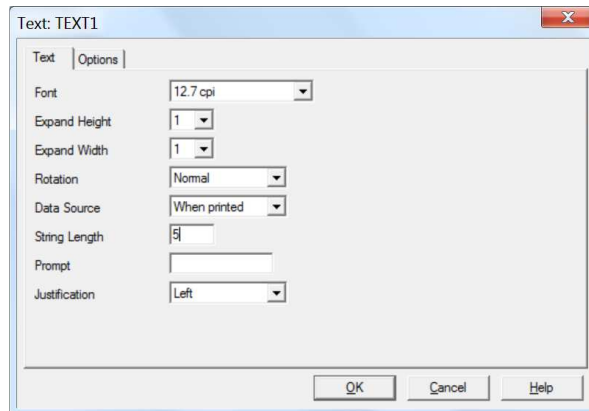 Text: TEXT1
X
Text Options
Font 12.7 cpi
Expand Height 1
Expand Width 1
Rotation Normal
Data Source When printed
String Length 5
Prompt
Justification Left
OK Cancel Help